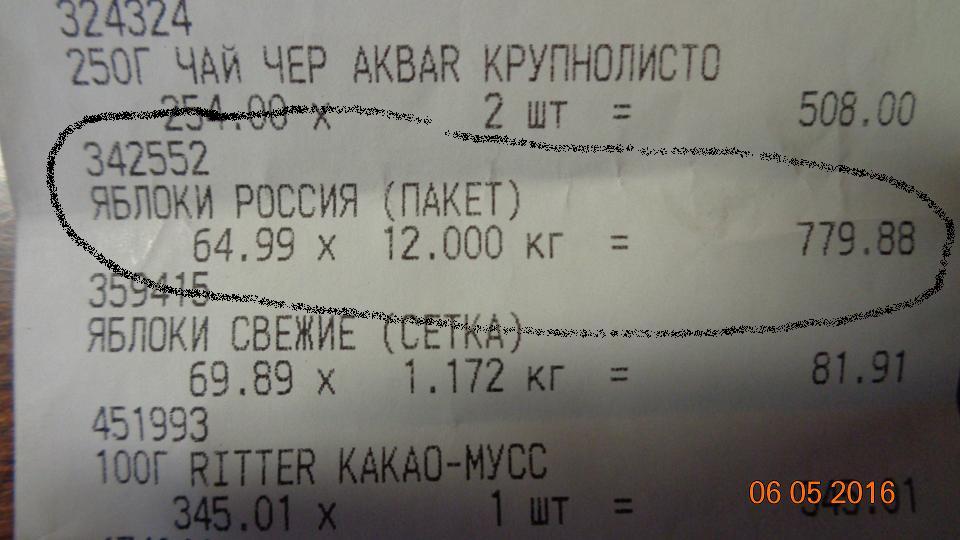 324324
250Г ЧАЙ ЧЕР AKBAR КРУПНОЛИСТО
254.00 х 2 шт = 508.00
342552
ЯБЛОКИ РОССИЯ (ПАКЕТ)
64.99 х 12.000 кг = 779.88
359415
ЯБЛОКИ СВЕЖИЕ (СЕТКА)
69.89 х 1.172 кг = 81.91
451993
100Г RITTER КАКАО-МУСС
345.01 х 1 шт = 345.01
06 05 2016